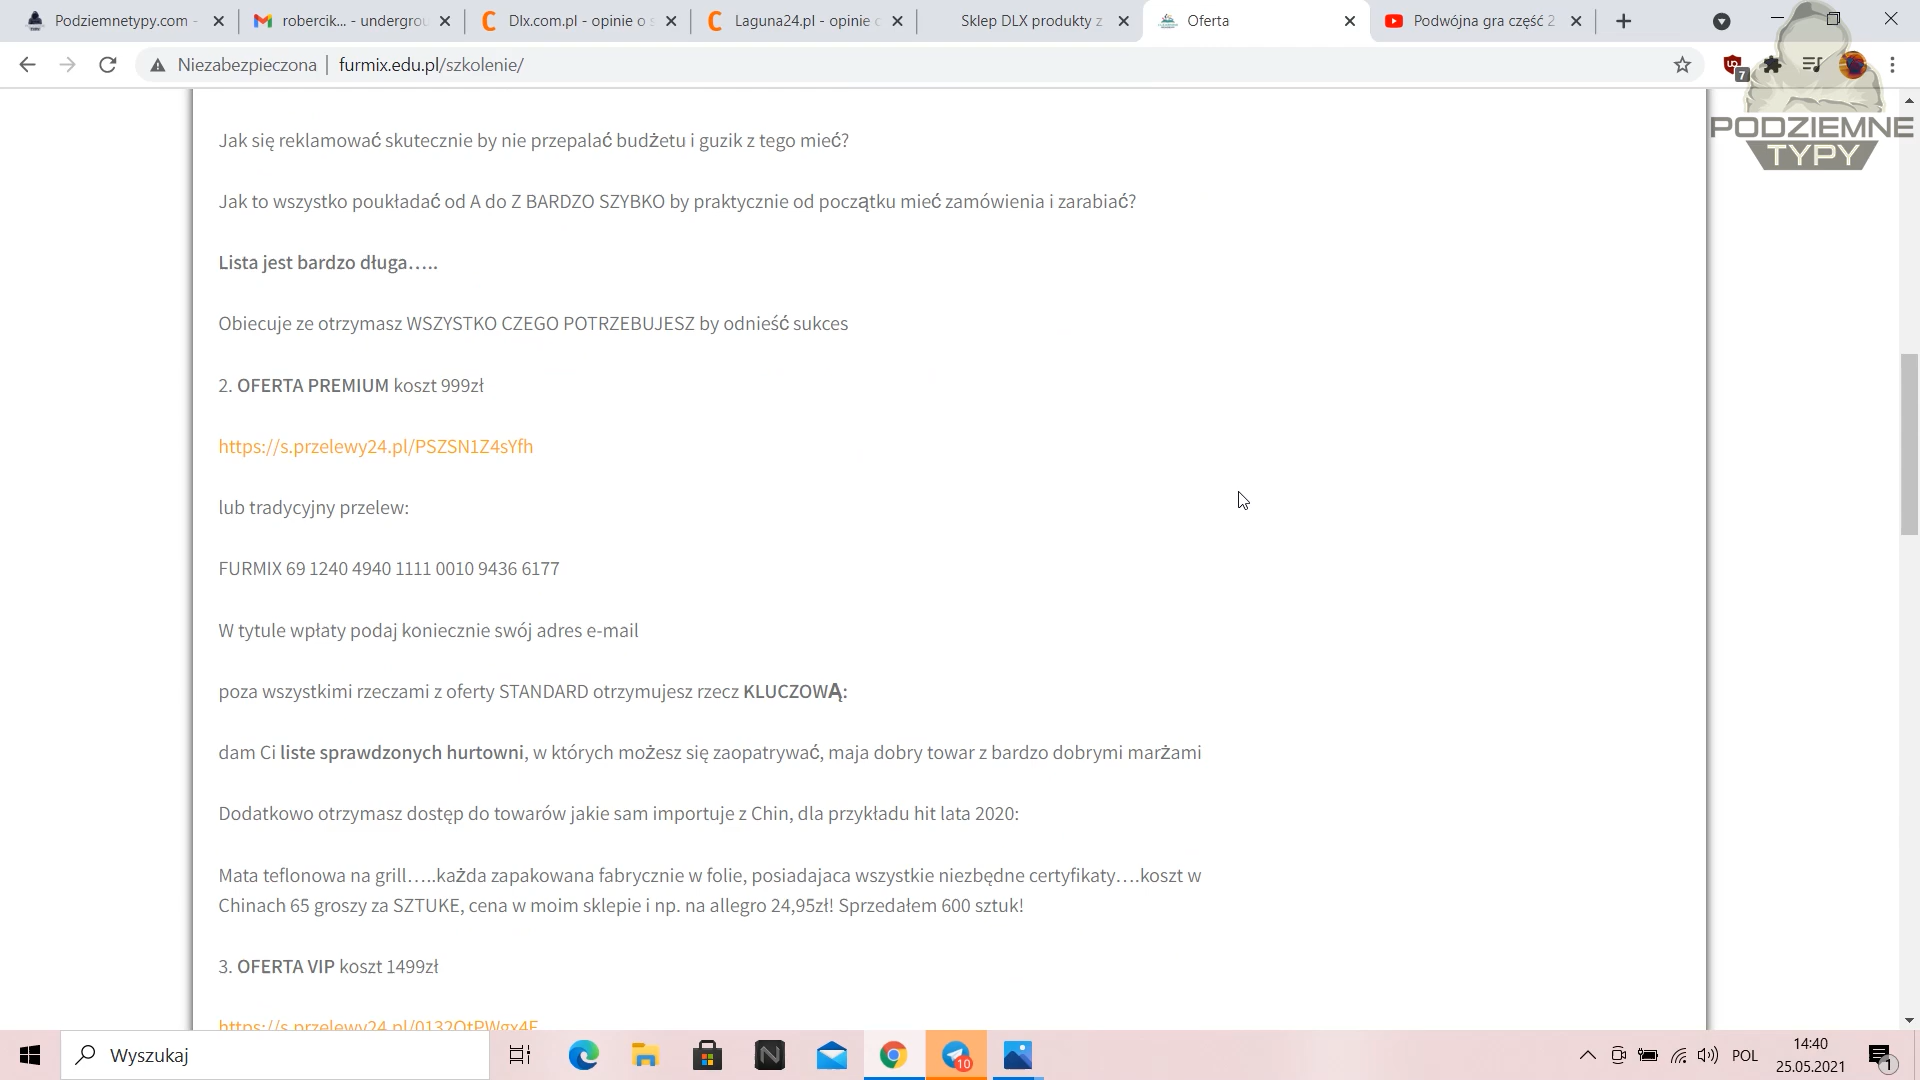 Podziemnetypy.com -
robercik... - undergrou
Dlx.com.pl - opinie o s
Laguna24.pl - opinie o
Sklep DLX produkty z
Oferta
Podwójna gra część 2
Niezabezpieczona
furmix.edu.pl/szkolenie/
7
PODZIEMNE
TYPY
Jak się reklamować skutecznie by nie przepalać budżetu i guzik z tego mieć?
Jak to wszystko poukładać od A do Z BARDZO SZYBKO by praktycznie od początku mieć zamówienia i zarabiać?
Lista jest bardzo długa…..
Obiecuje ze otrzymasz WSZYSTKO CZEGO POTRZEBUJESZ by odnieść sukces
2. OFERTA PREMIUM koszt 999zł
https://s.przelewy24.pl/PSZSN1Z4sYfh
lub tradycyjny przelew:
FURMIX 69 1240 4940 1111 0010 9436 6177
W tytule wpłaty podaj koniecznie swój adres e-mail
poza wszystkimi rzeczami z oferty STANDARD otrzymujesz rzecz KLUCZOWĄ:
dam Ci liste sprawdzonych hurtowni, w których możesz się zaopatrywać, maja dobry towar z bardzo dobrymi marżami
Dodatkowo otrzymasz dostęp do towarów jakie sam importuje z Chin, dla przykładu hit lata 2020:
Mata teflonowa na grill…..każda zapakowana fabrycznie w folie, posiadajaca wszystkie niezbędne certyfikaty….koszt w
Chinach 65 groszy za SZTUKE, cena w moim sklepie i np. na allegro 24,95zł! Sprzedałem 600 sztuk!
3. OFERTA VIP koszt 1499zł
https://s.przelewy24.pl/0132QtPWgx4F
Wyszukaj
10
POL
14:40
25.05.2021
1